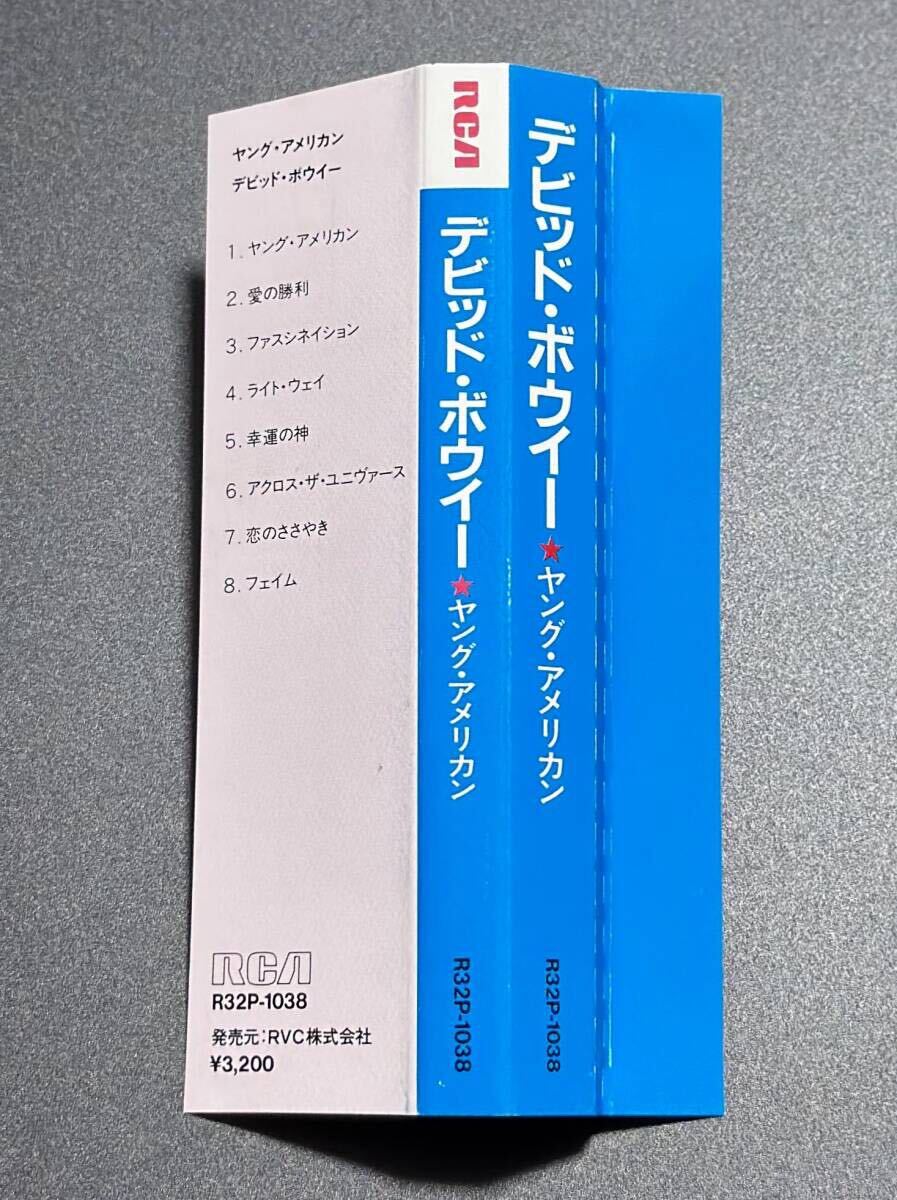 ヤング・アメリカン
デビッド・ボウイー
1. ヤング・アメリカン
2. 愛の勝利
3. ファスシネイション
4. ライト・ウェイ
5. 幸運の神
6. アクロス・ザ・ユニヴァース
7. 恋のささやき
8. フェイム
RCA
R32P-1038
発売元:RVC株式会社
¥3,200
RCA
デビッド・ボウイー★ヤング・アメリカン
R32P-1038
デビッド・ボウイー★ヤング・アメリカン
R32P-1038